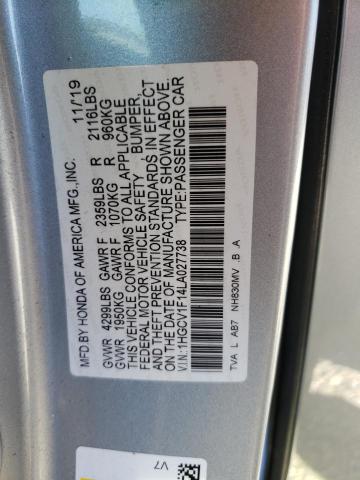 MFD.BY HONDA OF AMERICA MFG.,INC. 11/19
GVWR 4299LBS GAWR F 2359LBS R 2116LBS
GVWR 1950KG GAWR F 1070KG R 960KG
THIS VEHICLE CONFORMS TO ALL APPLICABLE
FEDERAL MOTOR VEHICLE SAFETY BUMPER,
AND THEFT PREVENTION STANDARDS IN EFFECT
ON THE DATE OF MANUFACTURE SHOWN ABOVE.
V.I.N:1HGCV1F14LA027738 TYPE:PASSENGER CAR
TVA L AB7 NH830MV .B .A
V7